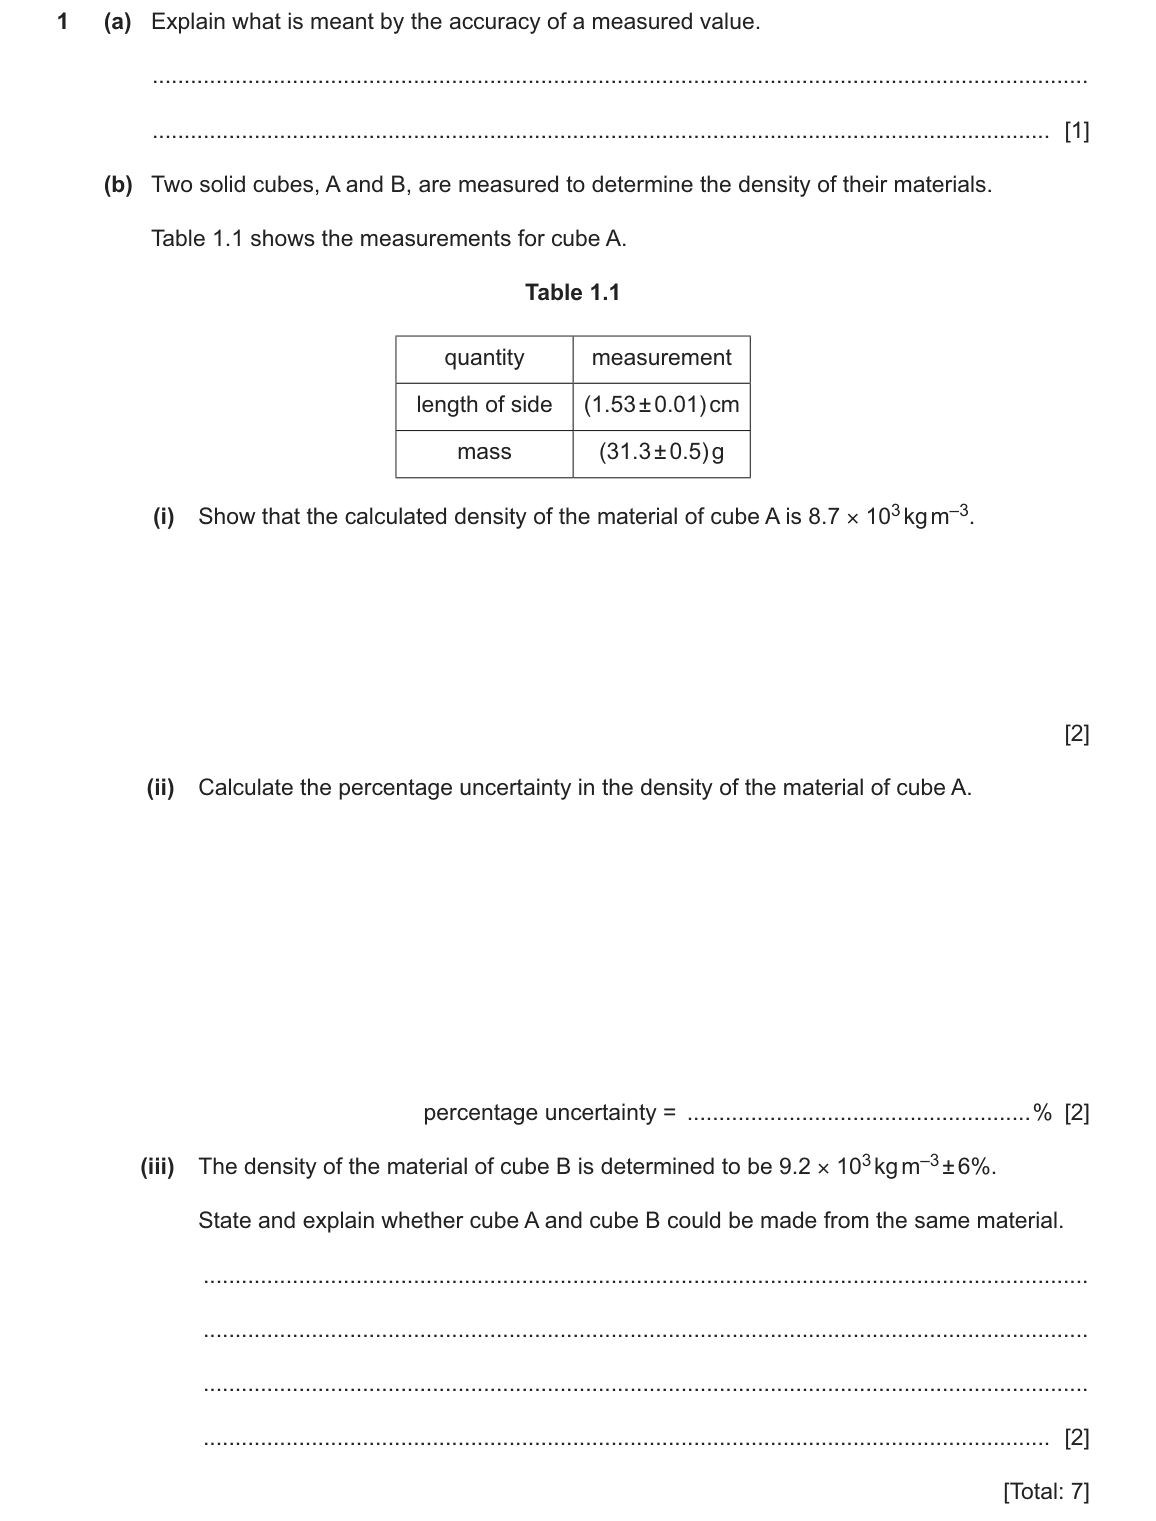 1 (a) Explain what is meant by the accuracy of a measured value.
..........................................................................................................................................................
.................................................................................................................................................... [1]
(b) Two solid cubes, A and B, are measured to determine the density of their materials.
Table 1.1 shows the measurements for cube A.
Table 1.1
quantity measurement
length of side (1.53 ± 0.01) cm
mass (31.3 ± 0.5) g
(i) Show that the calculated density of the material of cube A is 8.7 × 10³ kg m⁻³.
[2]
(ii) Calculate the percentage uncertainty in the density of the material of cube A.
percentage uncertainty = ...................................................... % [2]
(iii) The density of the material of cube B is determined to be 9.2 × 10³ kg m⁻³ ± 6%.
State and explain whether cube A and cube B could be made from the same material.
..................................................................................................................................................
..................................................................................................................................................
..................................................................................................................................................
............................................................................................................................................ [2]
[Total: 7]